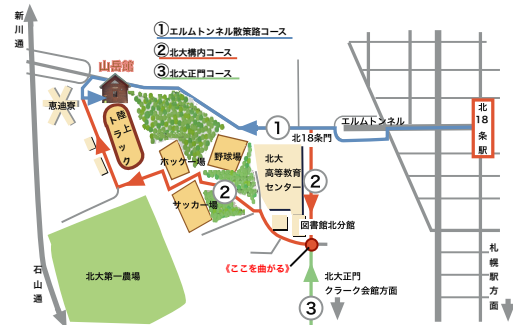 ①エルムトンネル散策路コース
②北大構内コース
③北大正門コース
新川通
山岳館
恵迪寮
陸上トラック
ホッケー場
野球場
サッカー場
②
①
エルムトンネル
北18条門
北18条駅
北大
高等教育
センター
②
図書館北分館
《ここを曲がる》
北大正門
クラーク会館方面
③
北大第一農場
石山通
札幌駅方面